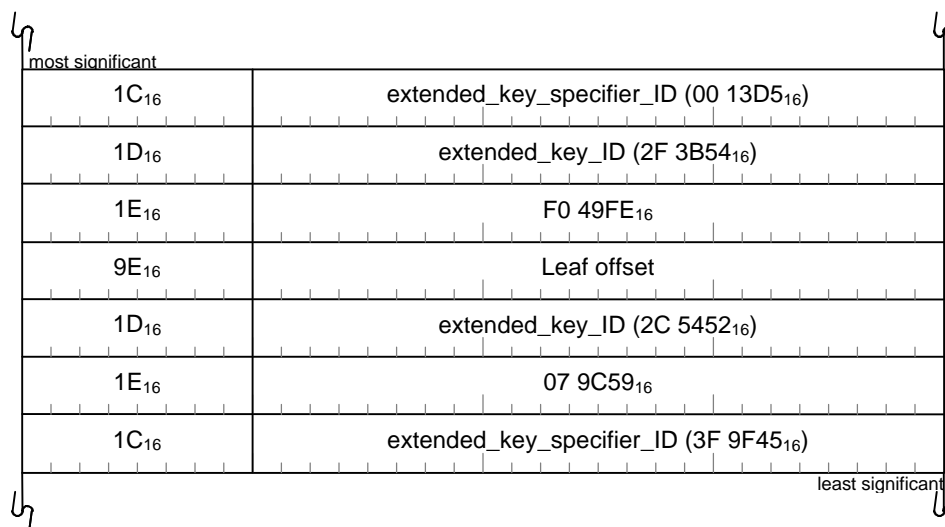 most significant
1C₁₆ extended_key_specifier_ID (00 13D5₁₆)
1D₁₆ extended_key_ID (2F 3B54₁₆)
1E₁₆ F0 49FE₁₆
9E₁₆ Leaf offset
1D₁₆ extended_key_ID (2C 5452₁₆)
1E₁₆ 07 9C59₁₆
1C₁₆ extended_key_specifier_ID (3F 9F45₁₆)
least significant